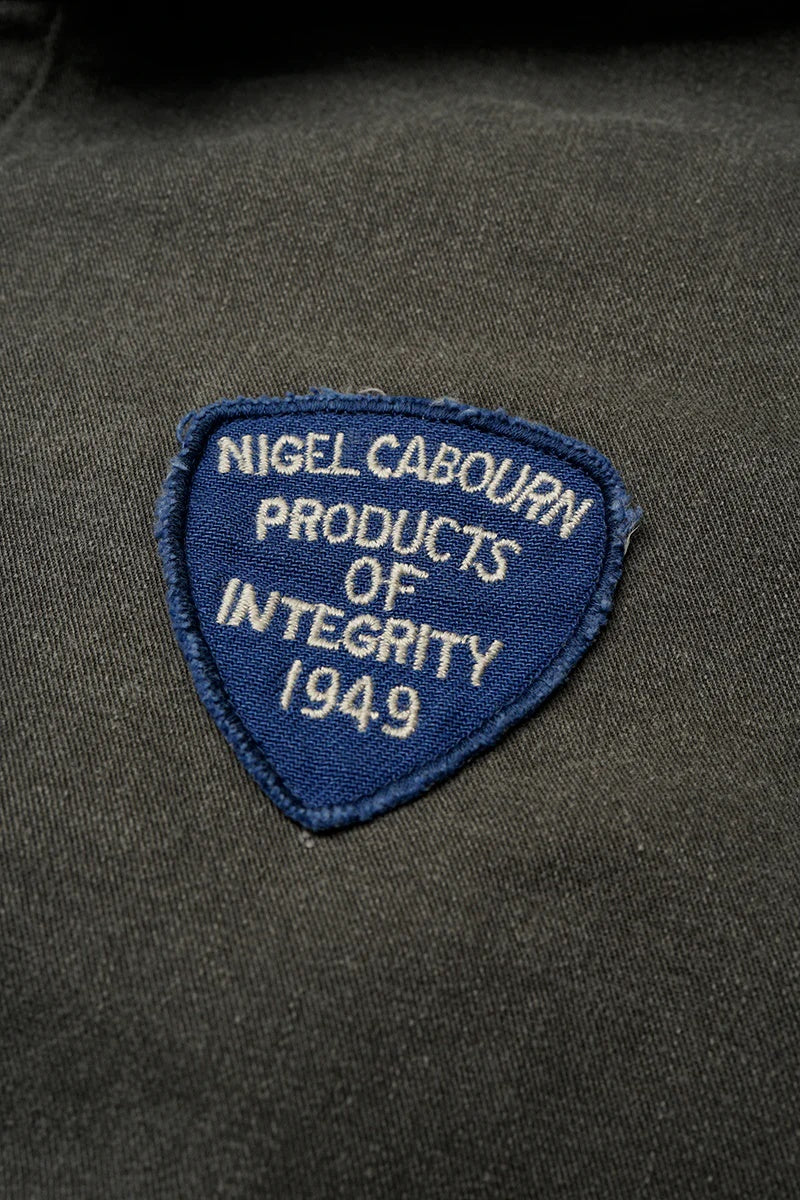 NIGEL CABOURN
PRODUCTS
OF
INTEGRITY
1949